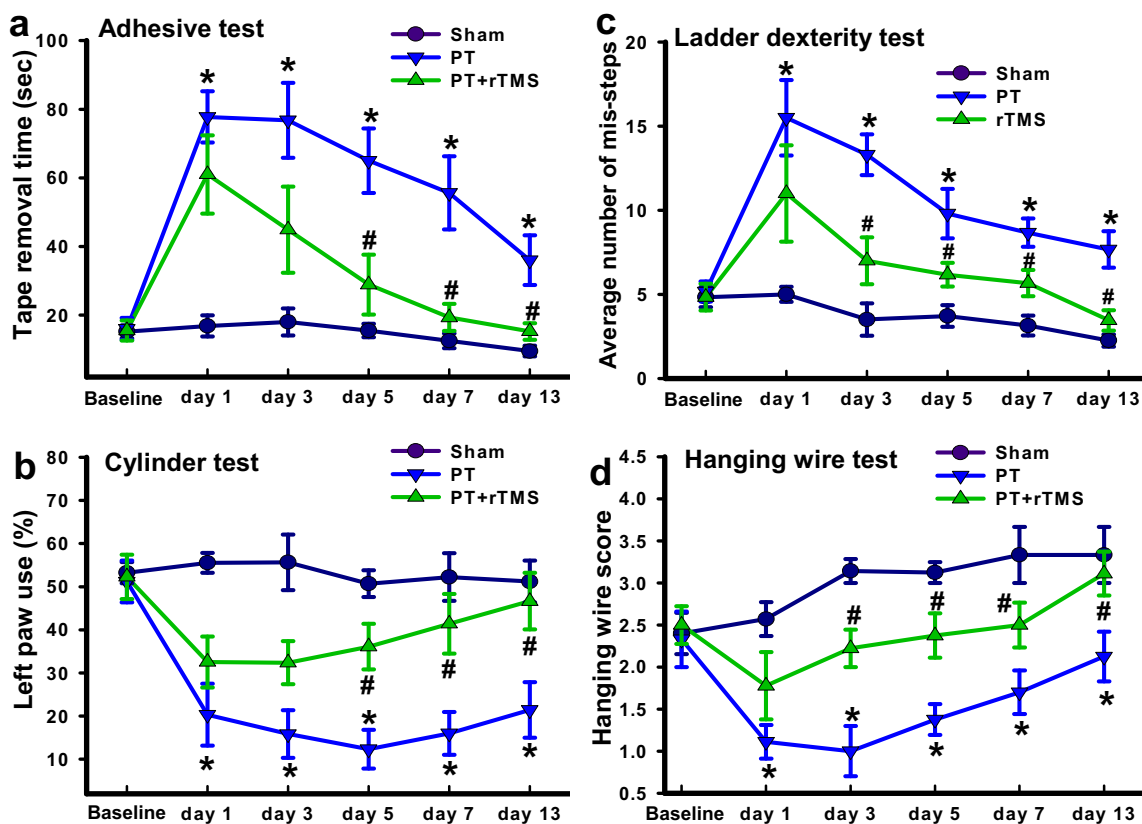 a
Adhesive test
Sham
PT
PT+rTMS
Tape removal time (sec)
100
80
60
40
20
* * * * *
# # #
Baseline day 1 day 3 day 5 day 7 day 13
c
Ladder dexterity test
Sham
PT
rTMS
Average number of mis-steps
20
15
10
5
0
* * * * *
# # # # #
Baseline day 1 day 3 day 5 day 7 day 13
b
Cylinder test
Sham
PT
PT+rTMS
Left paw use (%)
80
70
60
50
40
30
20
10
# # #
* * * * *
Baseline day 1 day 3 day 5 day 7 day 13
d
Hanging wire test
Sham
PT
PT+rTMS
Hanging wire score
4.5
4.0
3.5
3.0
2.5
2.0
1.5
1.0
0.5
# # # #
* * * * *
Baseline day 1 day 3 day 5 day 7 day 13